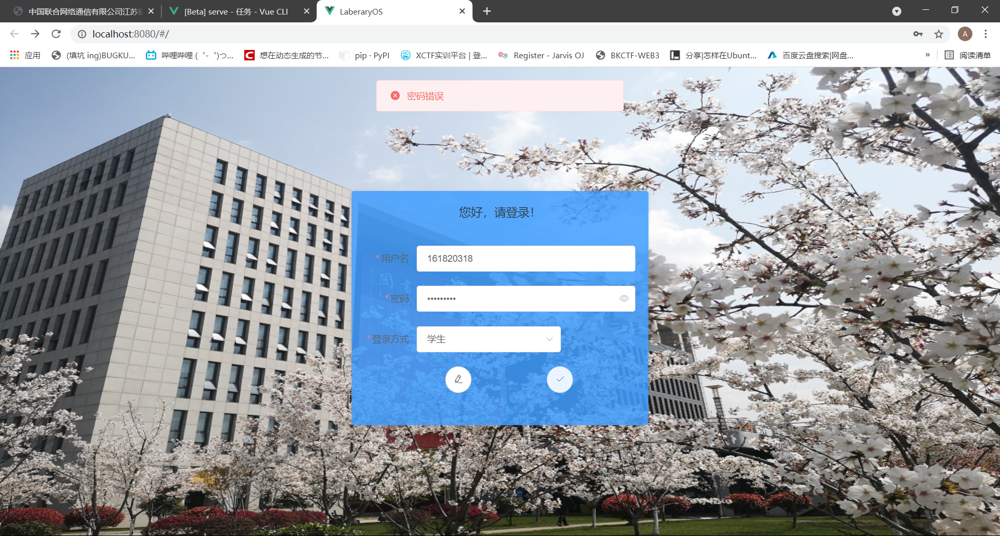 中国联合网络通信有限公司江苏省
[Beta] serve - 任务 - Vue CLI
LaberaryOS
localhost:8080/#/
A
应用
(填坑 ing)BUGKU...
哔哩哔哩 (゜-゜)つ...
想在动态生成的节...
pip · PyPI
XCTF实训平台 | 登...
Register - Jarvis OJ
BKCTF-WEB3
分享|怎样在Ubunt...
百度云盘搜索|网盘...
»
阅读清单
密码错误
您好，请登录！
* 用户名
161820318
* 密码
•••••••••
* 登录方式
学生